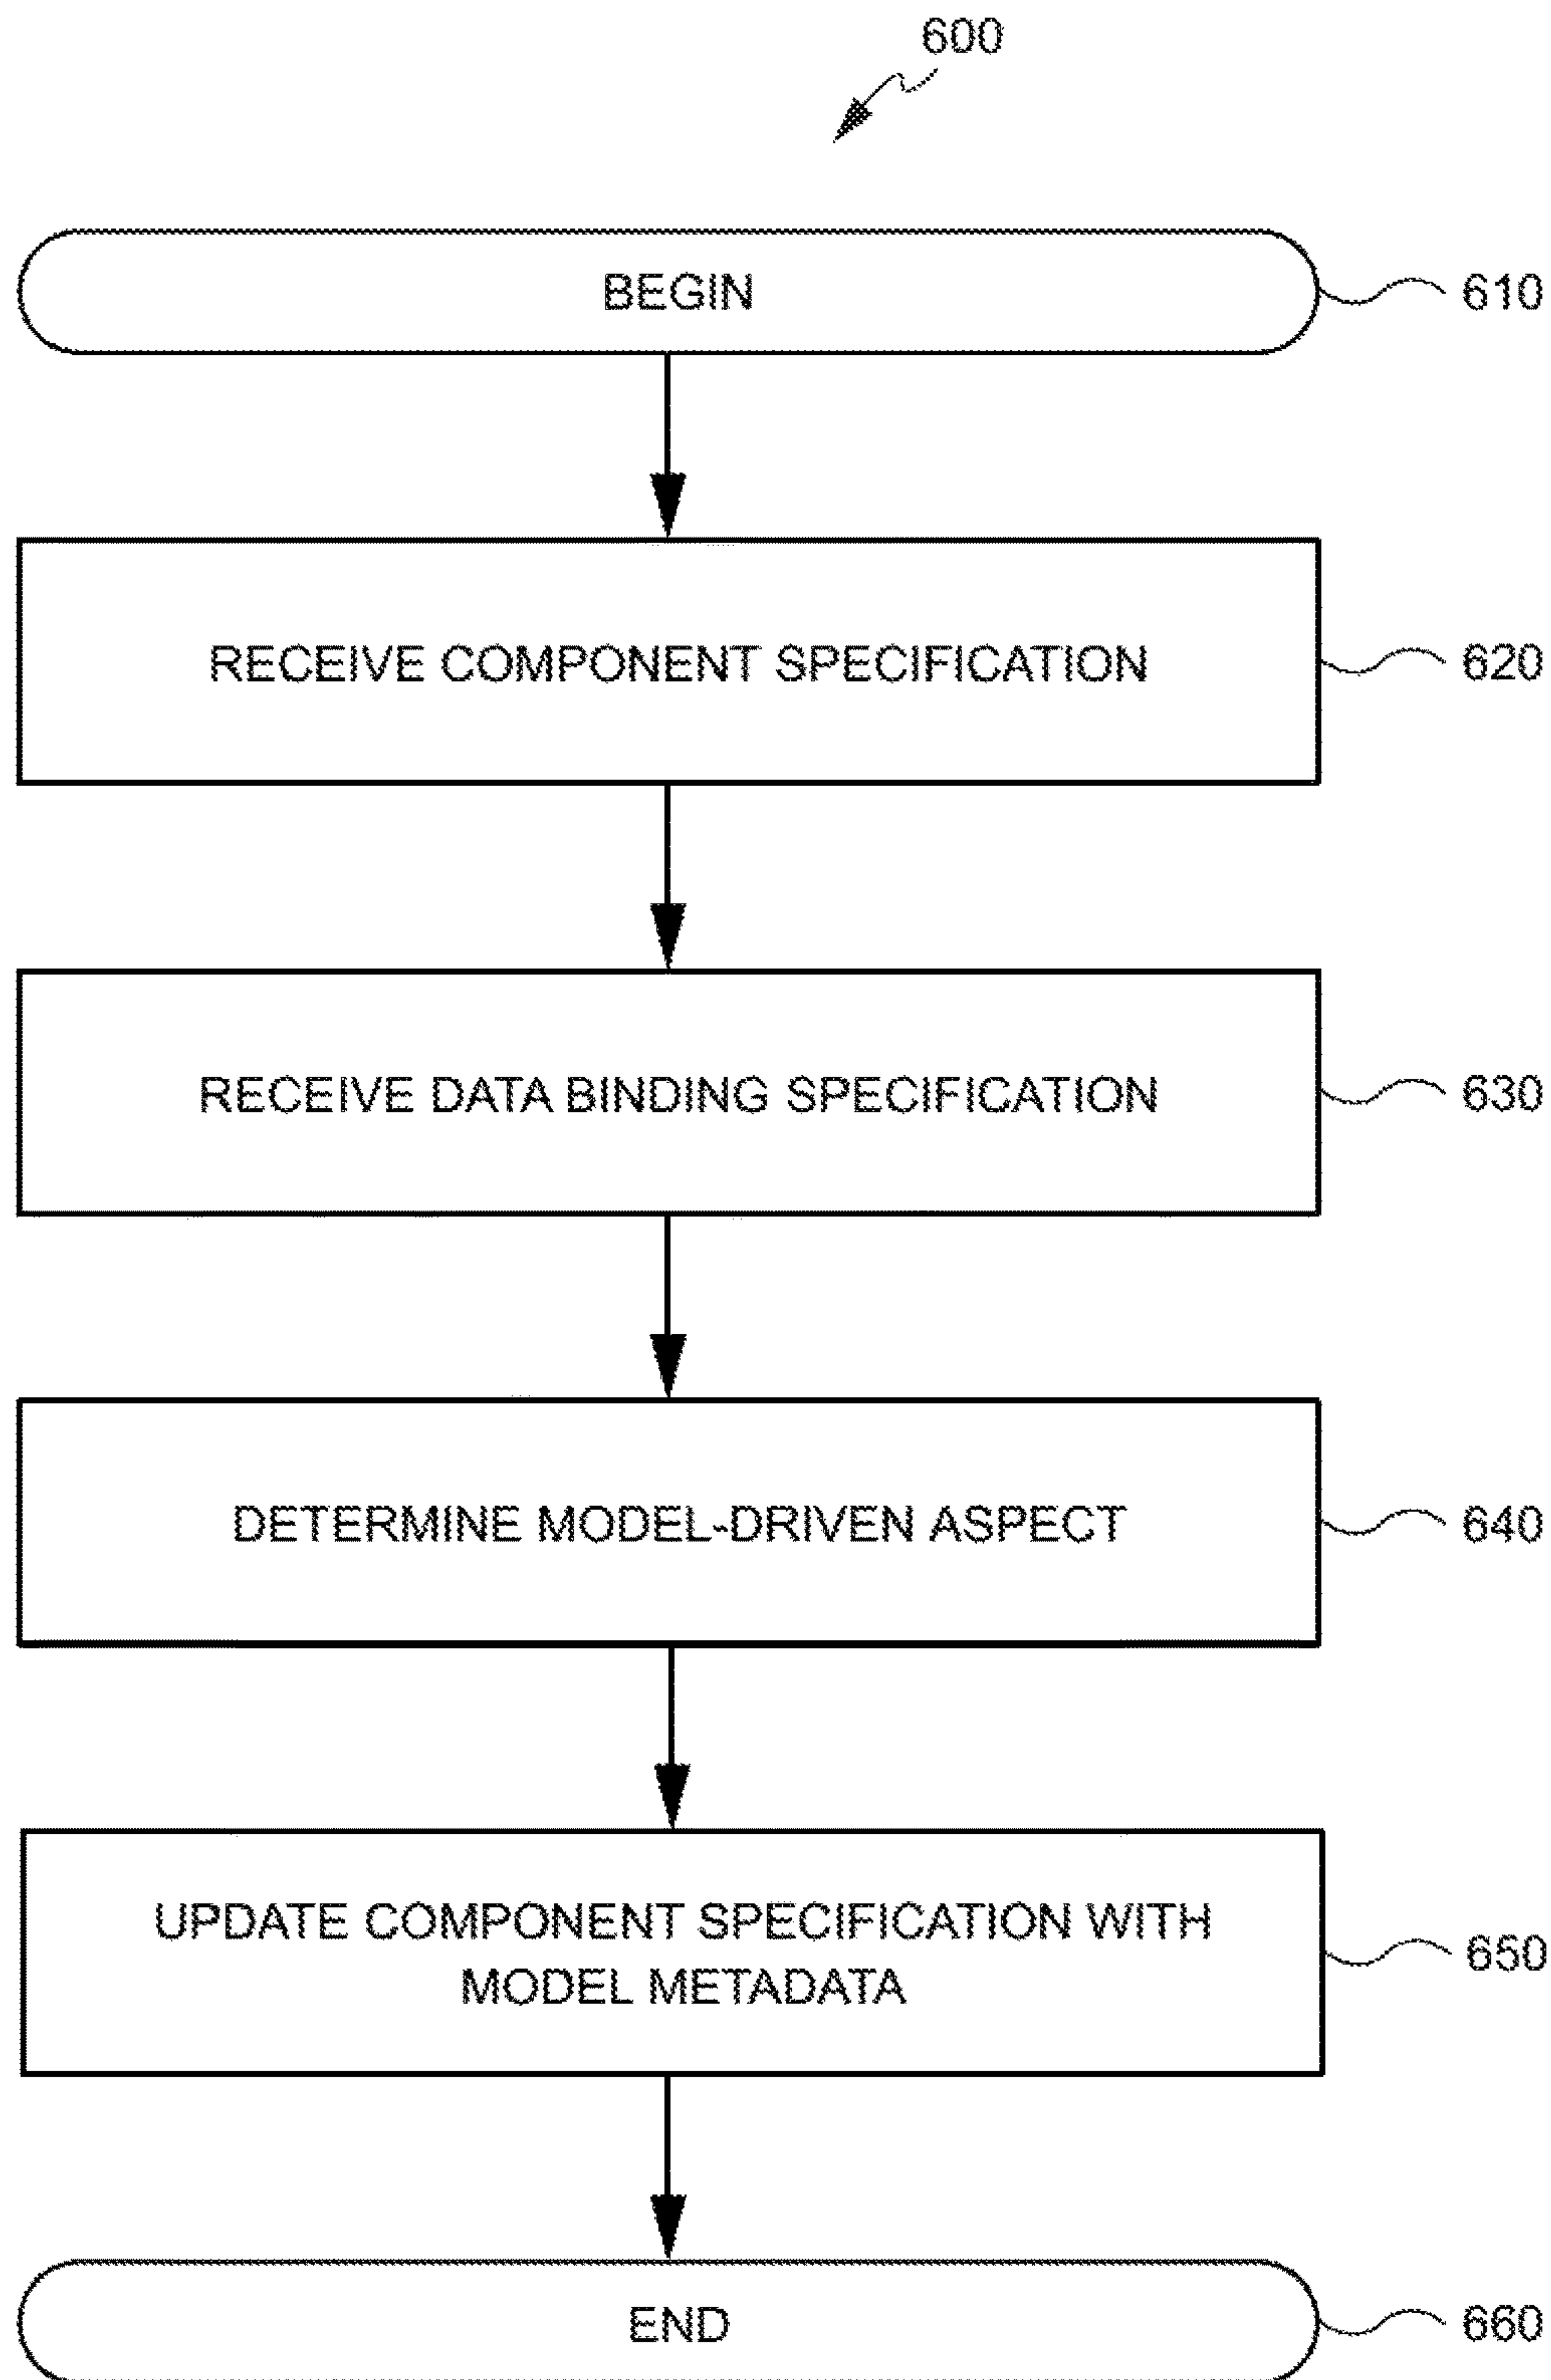 600
BEGIN
610
RECEIVE COMPONENT SPECIFICATION
620
RECEIVE DATA BINDING SPECIFICATION
630
DETERMINE MODEL-DRIVEN ASPECT
640
UPDATE COMPONENT SPECIFICATION WITH
MODEL METADATA
650
END
660